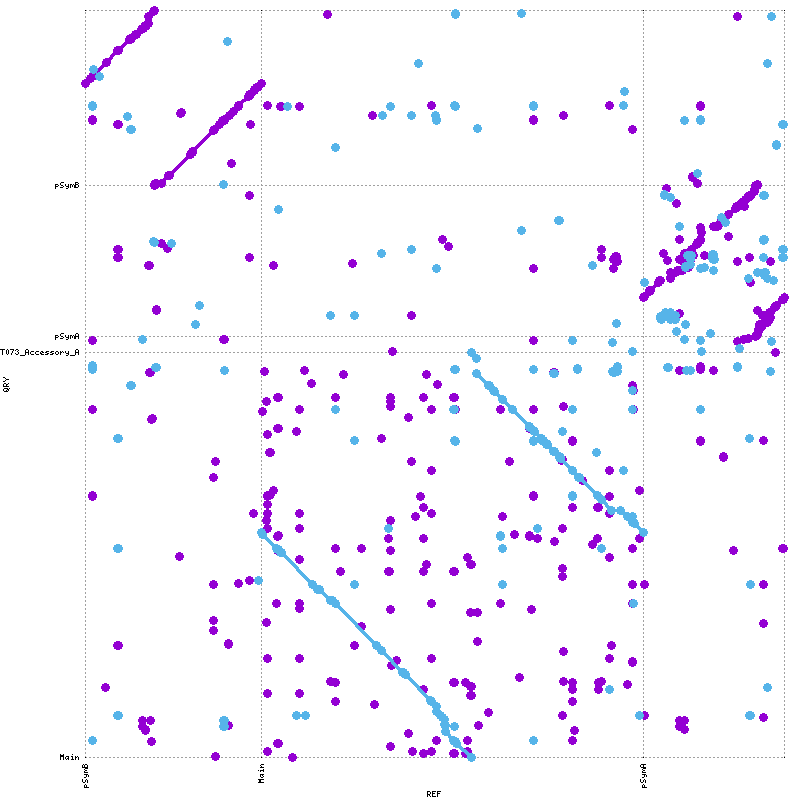 pSymB
pSymA
T073_Accessory_A
QRY
Main
pSymB
Main
pSymA
REF